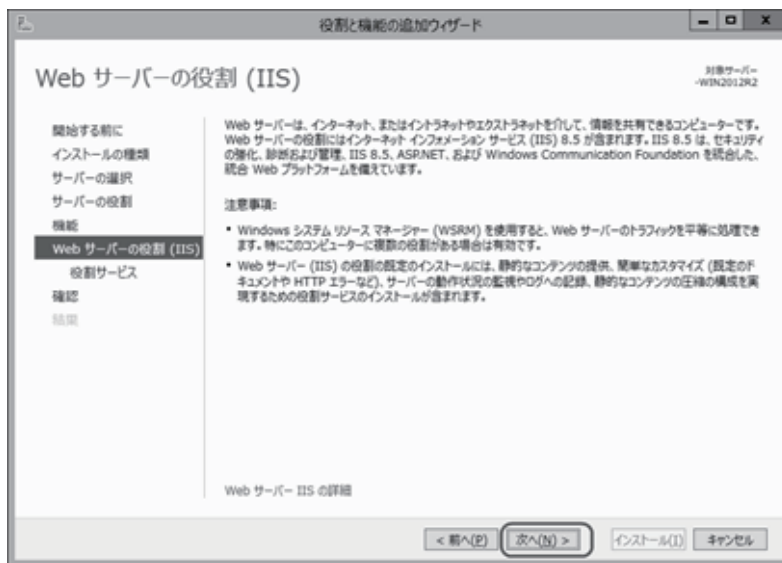 役割と機能の追加ウィザード
Web サーバーの役割 (IIS)
対象サーバー
-WIN2012R2
開始する前に
インストールの種類
サーバーの選択
サーバーの役割
機能
Web サーバーの役割 (IIS)
役割サービス
確認
結果
Web サーバーは、インターネット、またはイントラネットやエクストラネットを介して、情報を共有できるコンピューターです。
Web サーバーの役割にはインターネット インフォメーション サービス (IIS) 8.5 が含まれます。IIS 8.5 は、セキュリティ
の強化、診断および管理、IIS 8.5、ASP.NET、および Windows Communication Foundation を統合した、
統合 Web プラットフォームを備えています。
注意事項:
• Windows システム リソース マネージャー (WSRM) を使用すると、Web サーバーのトラフィックを平等に処理でき
ます。特にこのコンピューターに複数の役割がある場合は有効です。
• Web サーバー (IIS) の役割の既定のインストールには、静的なコンテンツの提供、簡単なカスタマイズ (既定のド
キュメントや HTTP エラーなど)、サーバーの動作状況の監視やログへの記録、静的なコンテンツの圧縮の構成を実
現するための役割サービスのインストールが含まれます。
Web サーバー IIS の詳細
< 前へ(P)
次へ(N) >
インストール(I)
キャンセル